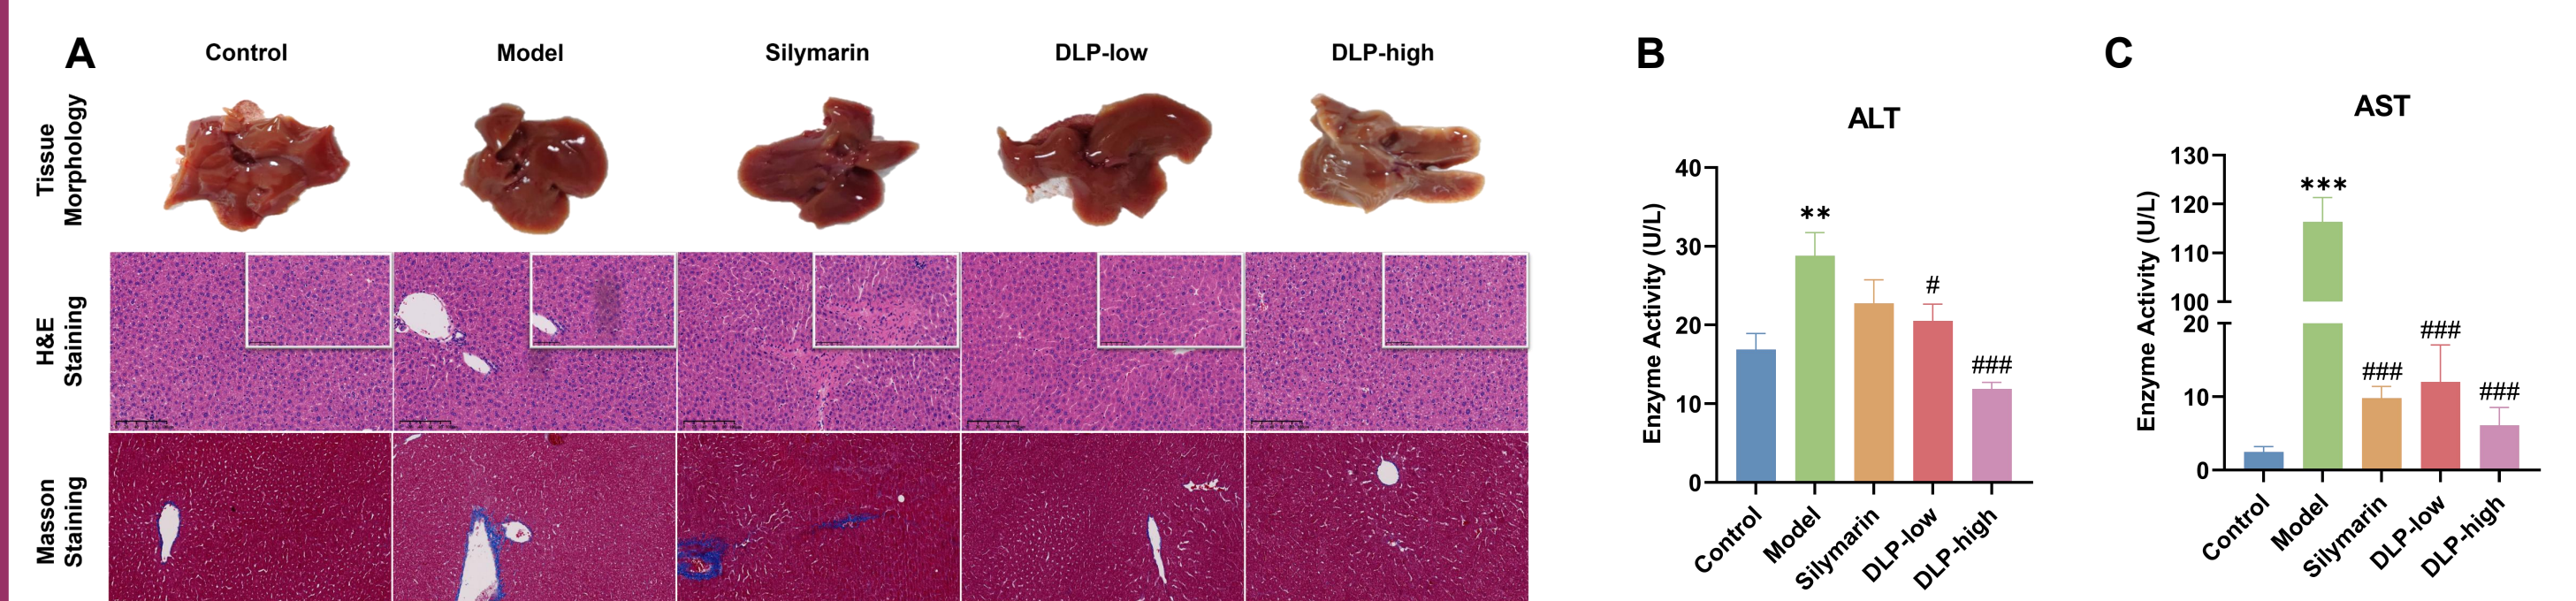 A
Control
Model
Silymarin
DLP-low
DLP-high
Tissue
Morphology
H&E
Staining
Masson
Staining
B
ALT
Enzyme Activity (U/L)
40
30
20
10
0
**
#
###
Control
Model
Silymarin
DLP-low
DLP-high
C
AST
Enzyme Activity (U/L)
130
120
110
100
20
10
0
***
###
###
###
Control
Model
Silymarin
DLP-low
DLP-high